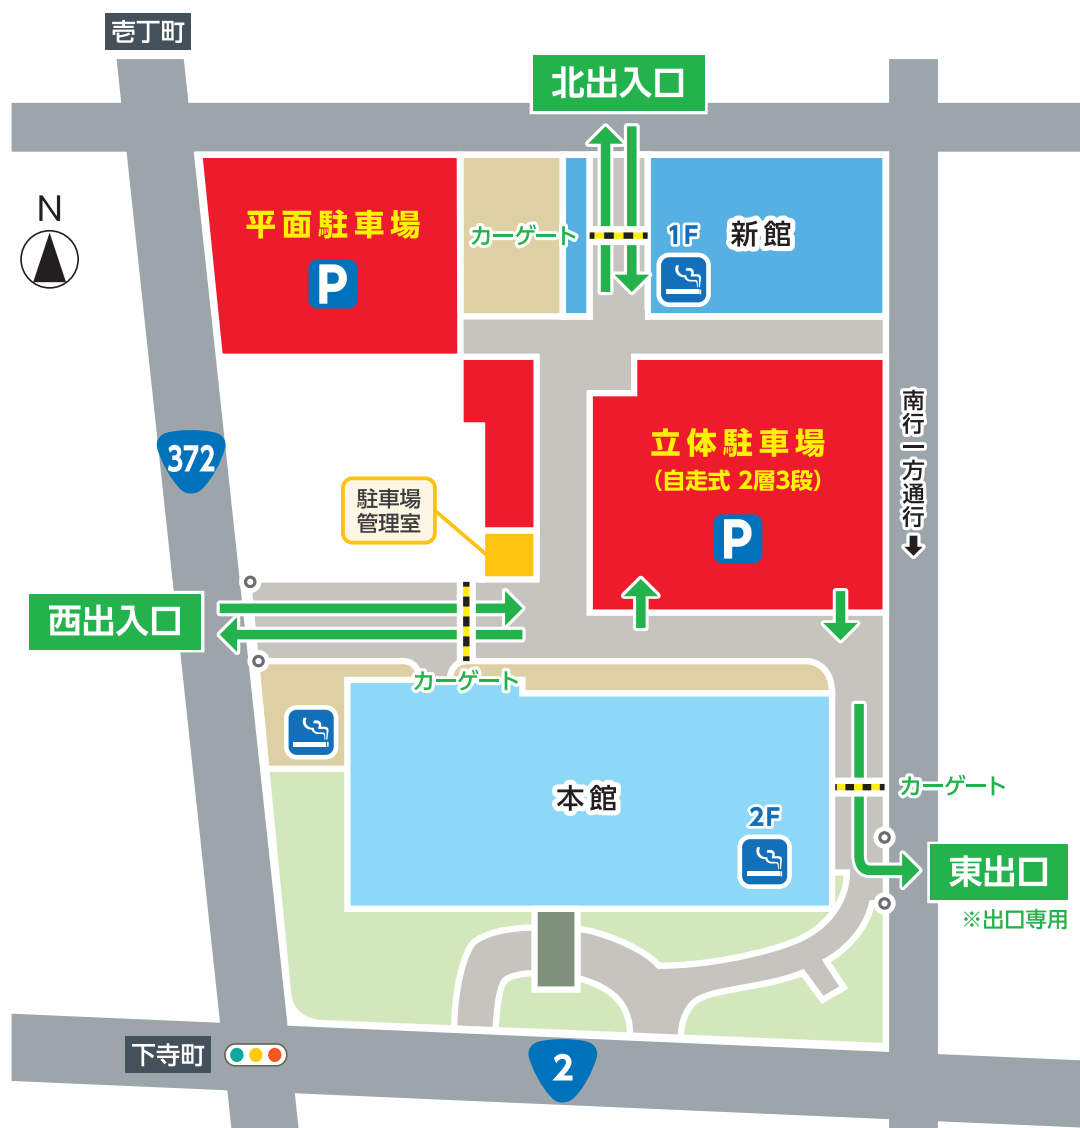 壱丁町
北出入口
N
平面駐車場
P
カーゲート
1F
新館
南行一方通行
372
立体駐車場
(自走式 2層3段)
P
駐車場
管理室
西出入口
カーゲート
本館
2F
カーゲート
東出口
※出口専用
下寺町
2